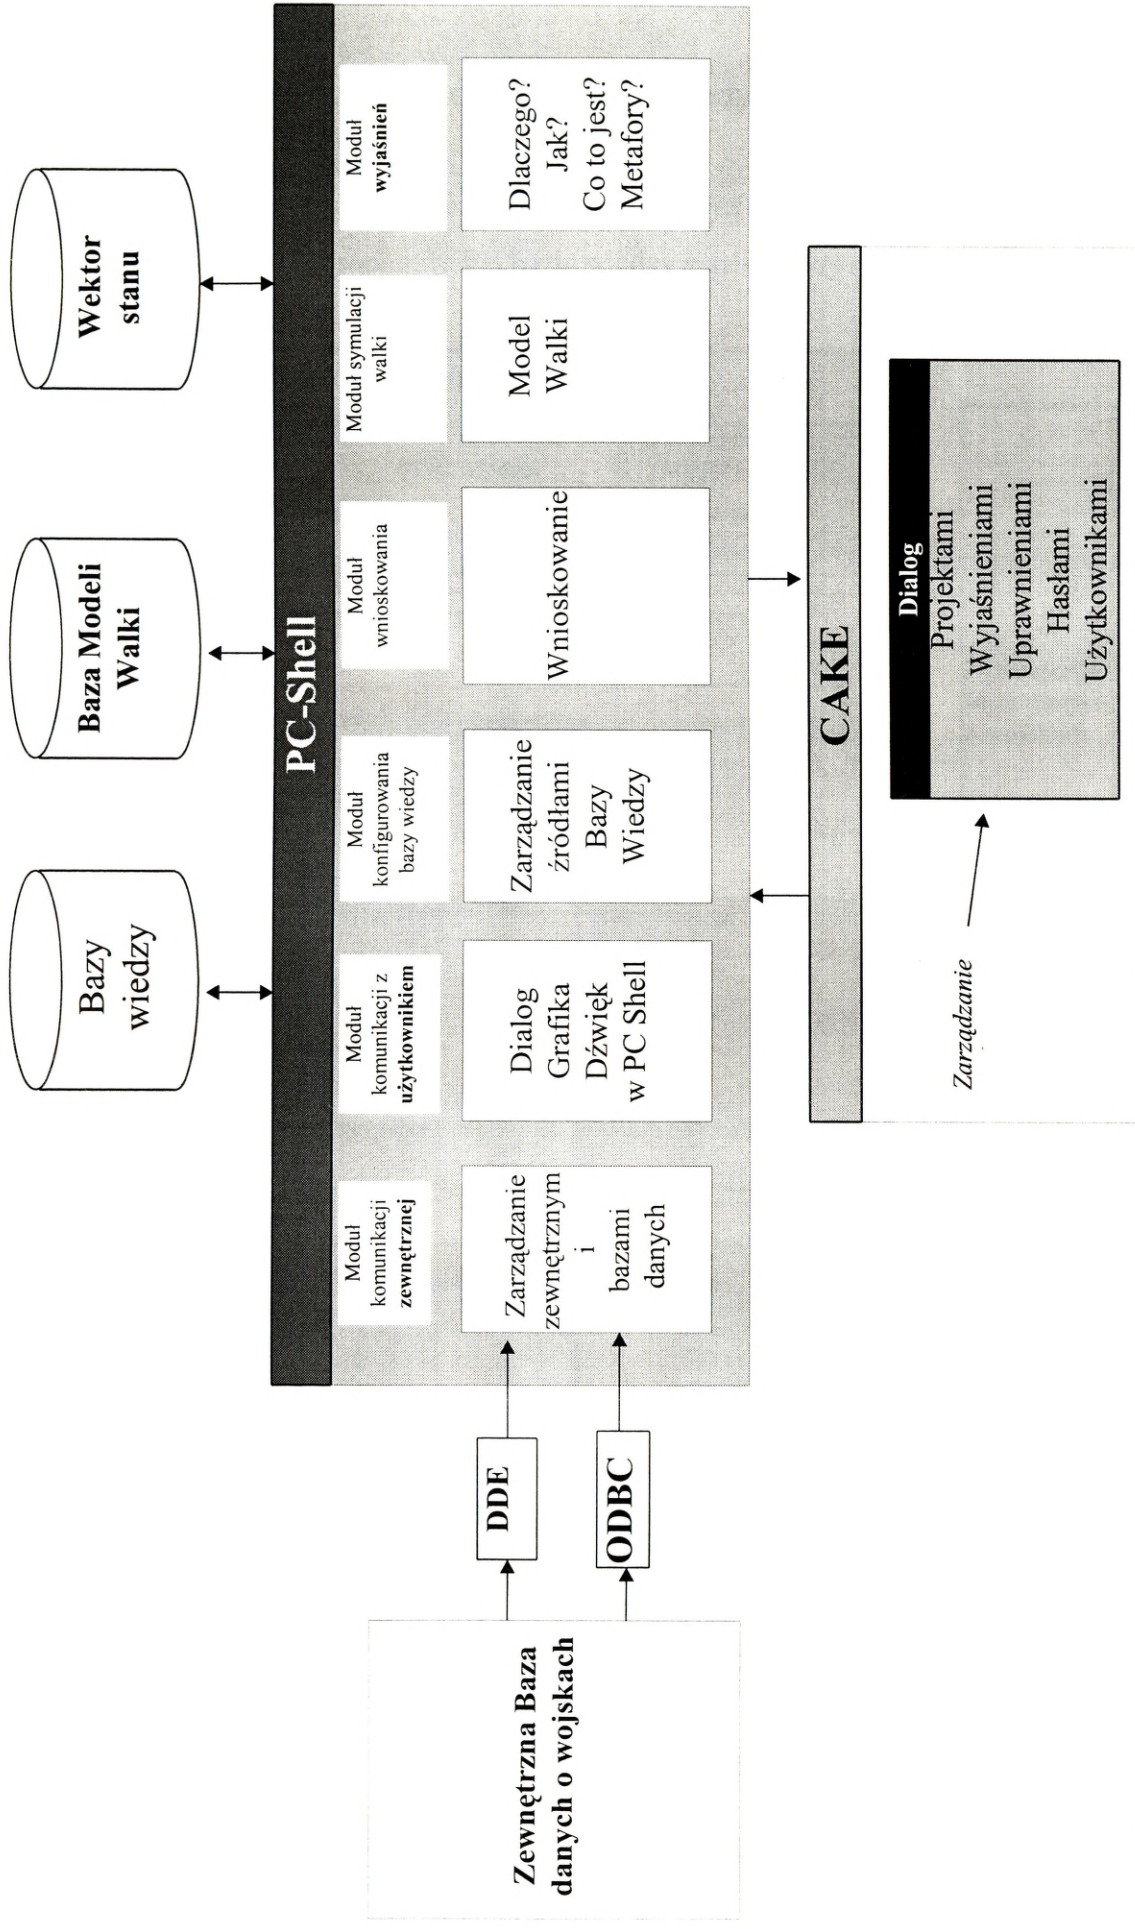 Bazy
wiedzy
Baza Modeli
Walki
Wektor
stanu
PC-Shell
Moduł
komunikacji
zewnętrznej
Moduł
komunikacji z
użytkownikiem
Moduł
konfigurowania
bazy wiedzy
Moduł
wnioskowania
Moduł symulacji
walki
Moduł
wyjaśnień
Zarządzanie
zewnętrznym
i
bazami
danych
Dialog
Grafika
Dźwięk
w PC Shell
Zarządzanie
źródłami
Bazy
Wiedzy
Wnioskowanie
Model
Walki
Dlaczego?
Jak?
Co to jest?
Metafory?
DDE
ODBC
Zewnętrzna Baza
danych o wojskach
CAKE
Zarządzanie
Dialog
Projektami
Wyjaśnieniami
Uprawnieniami
Hasłami
Użytkownikami